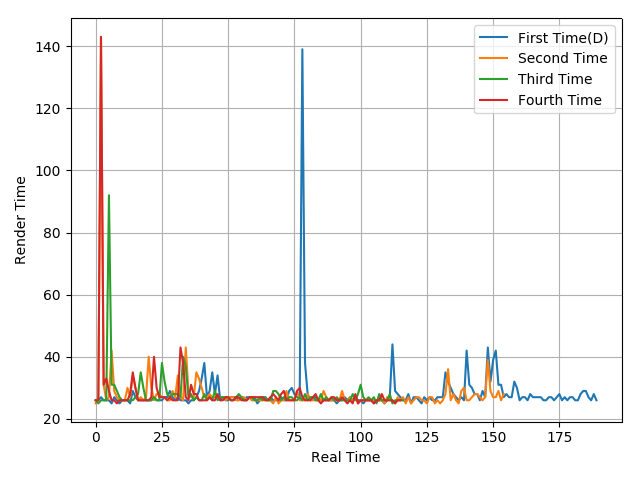 140
120
100
80
60
40
20
0
25
50
75
100
125
150
175
Render Time
Real Time
First Time(D)
Second Time
Third Time
Fourth Time